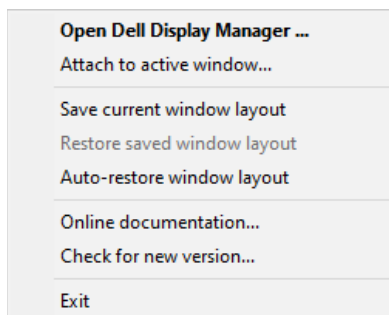 Open Dell Display Manager ...
Attach to active window...
Save current window layout
Restore saved window layout
Auto-restore window layout
Online documentation...
Check for new version...
Exit